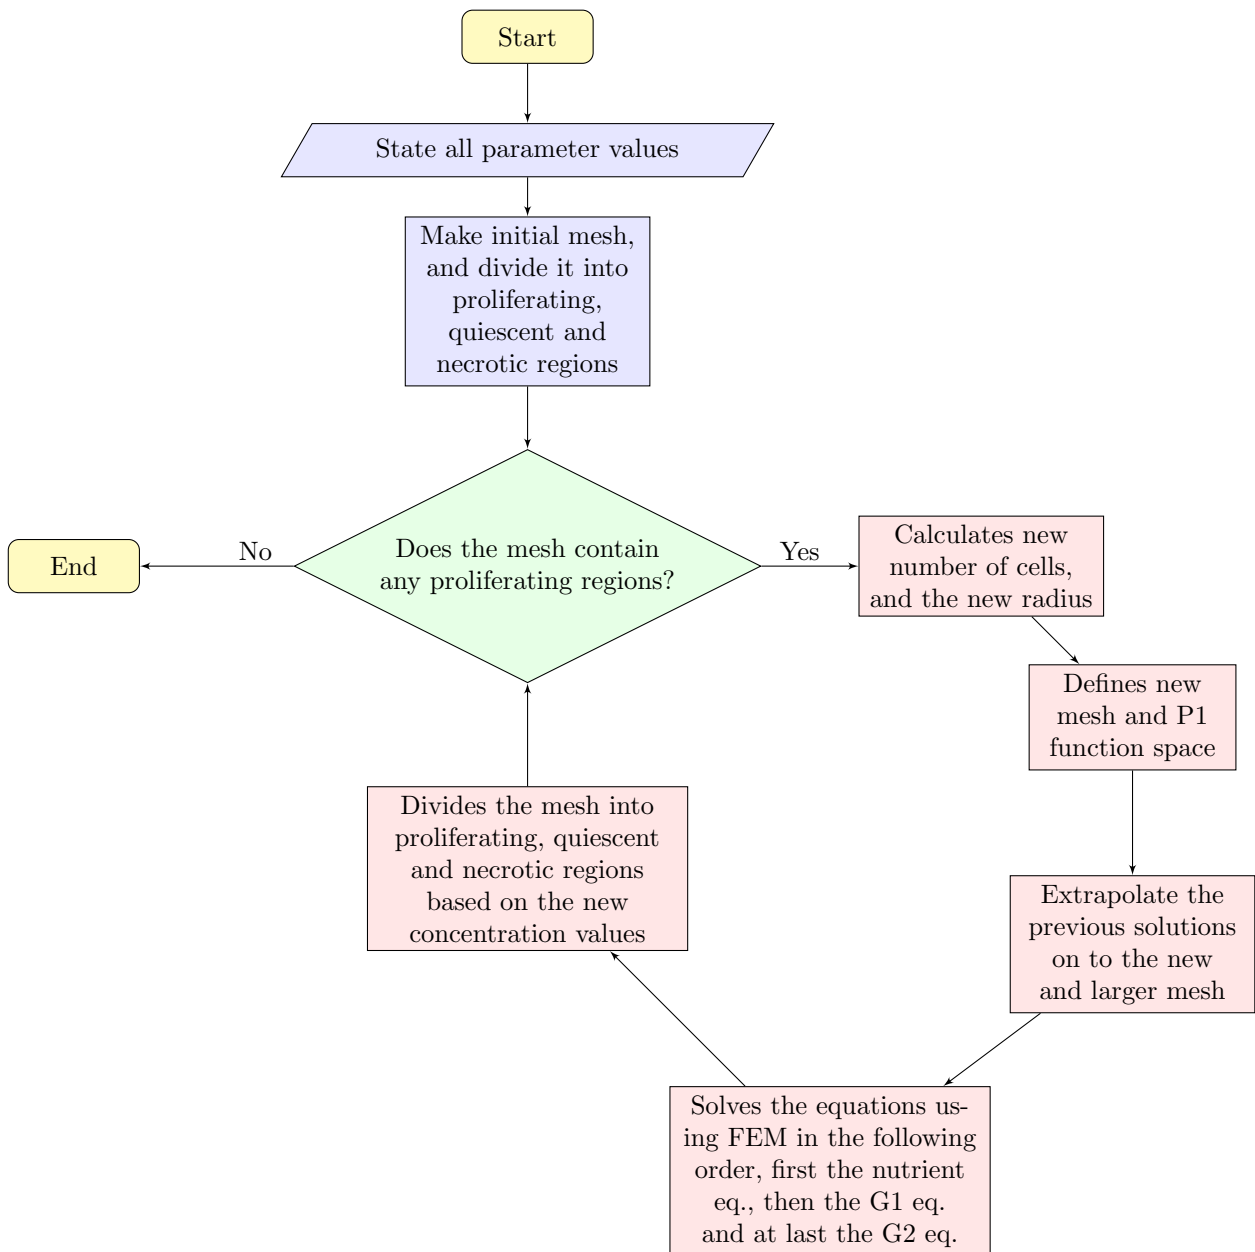 Start
State all parameter values
Make initial mesh,
and divide it into
proliferating,
quiescent and
necrotic regions
Does the mesh contain
any proliferating regions?
No
End
Yes
Calculates new
number of cells,
and the new radius
Defines new
mesh and P1
function space
Extrapolate the
previous solutions
on to the new
and larger mesh
Solves the equations us-
ing FEM in the following
order, first the nutrient
eq., then the G1 eq.
and at last the G2 eq.
Divides the mesh into
proliferating, quiescent
and necrotic regions
based on the new
concentration values